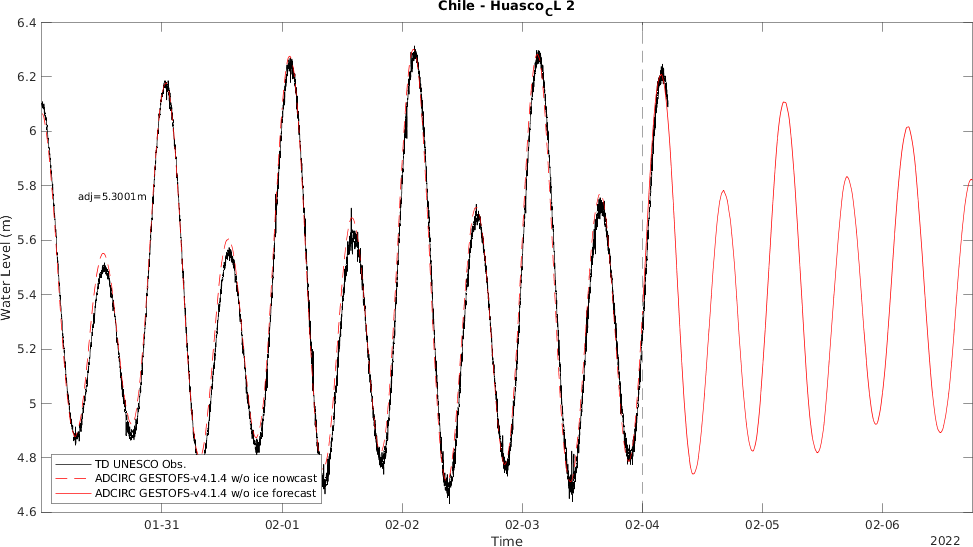 Chile - Huasco_CL 2
6.4
6.2
6
5.8
5.6
5.4
5.2
5
4.8
4.6
Water Level (m)
adj=5.3001m
TD UNESCO Obs.
ADCIRC GESTOFS-v4.1.4 w/o ice nowcast
ADCIRC GESTOFS-v4.1.4 w/o ice forecast
01-31 02-01 02-02 02-03 02-04 02-05 02-06
Time
2022